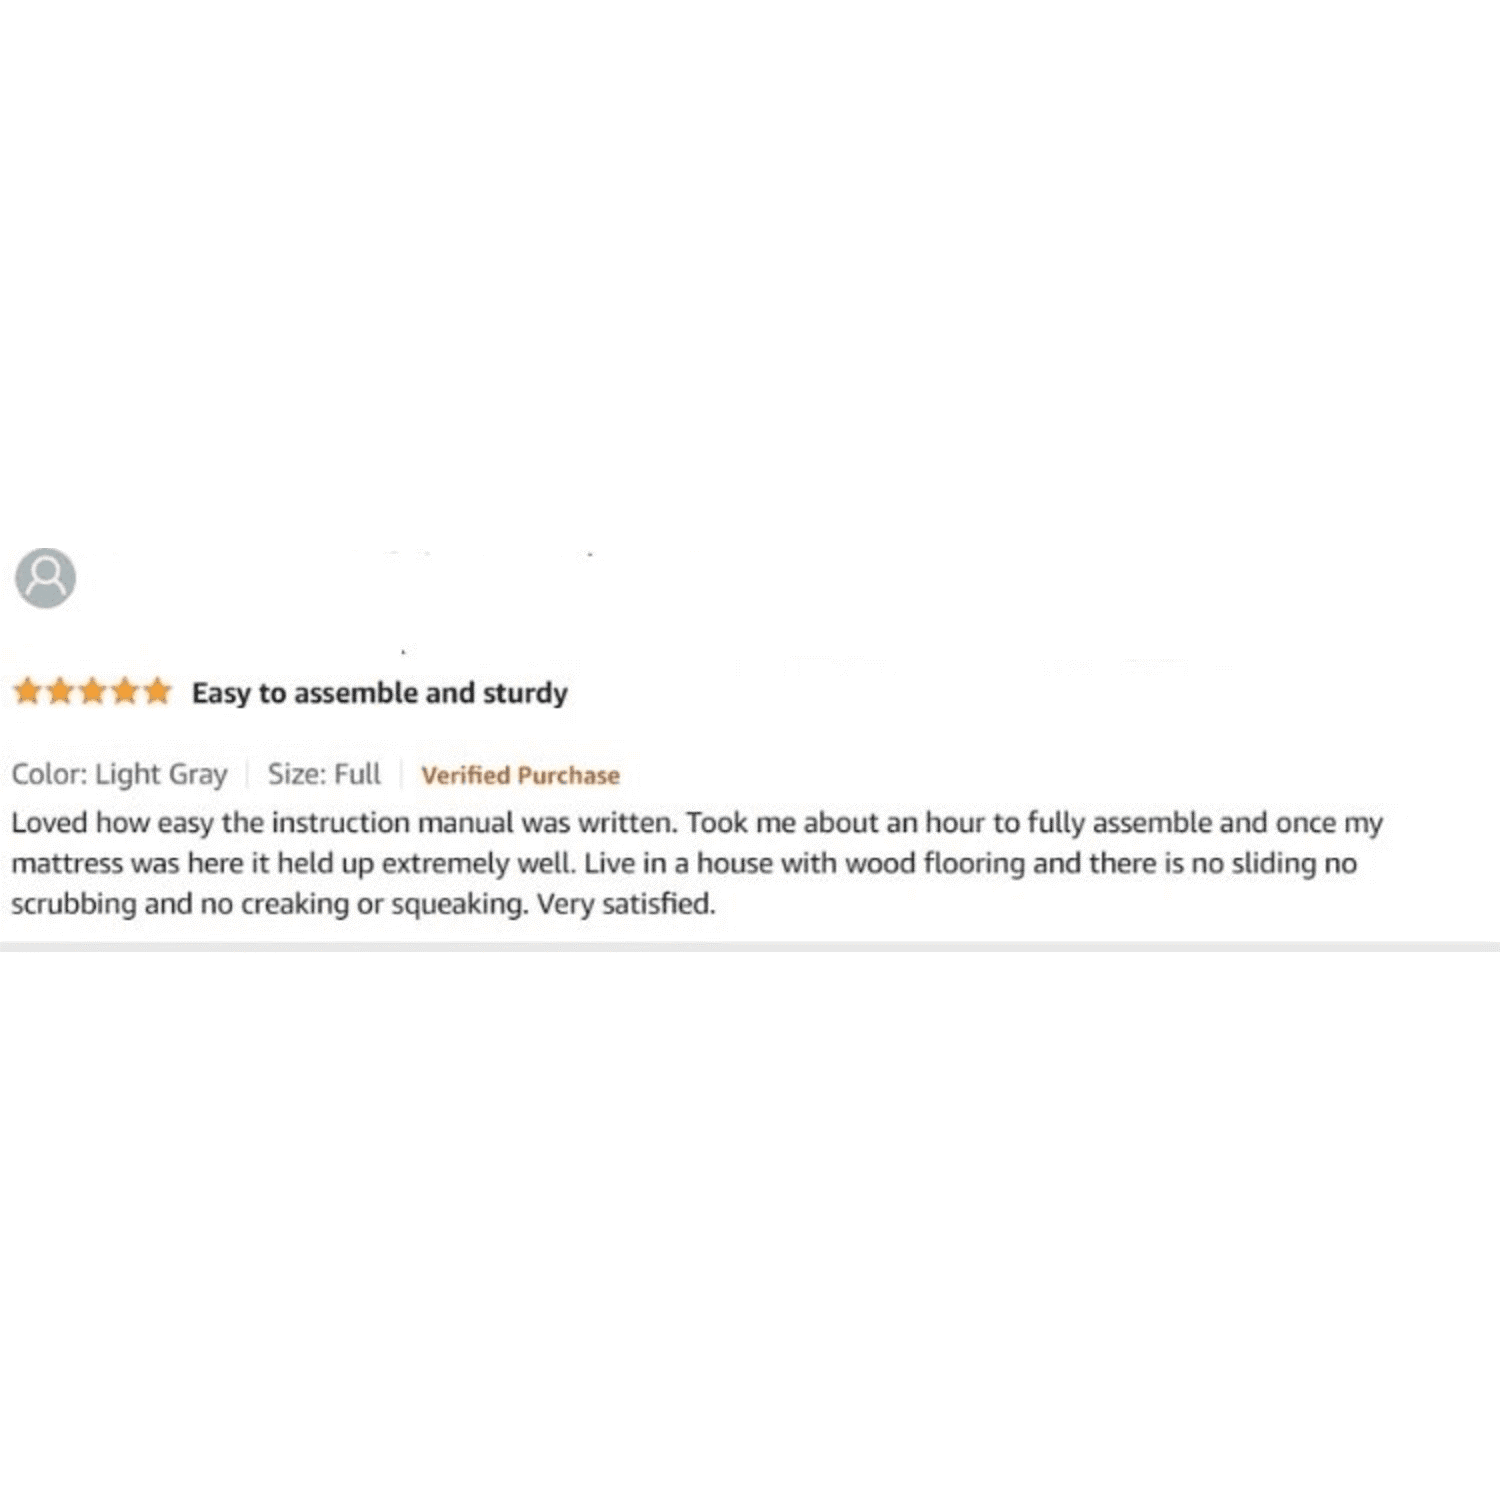 Easy to assemble and sturdy
Color: Light Gray Size: Full Verified Purchase
Loved how easy the instruction manual was written. Took me about an hour to fully assemble and once my
mattress was here it held up extremely well. Live in a house with wood flooring and there is no sliding no
scrubbing and no creaking or squeaking. Very satisfied.